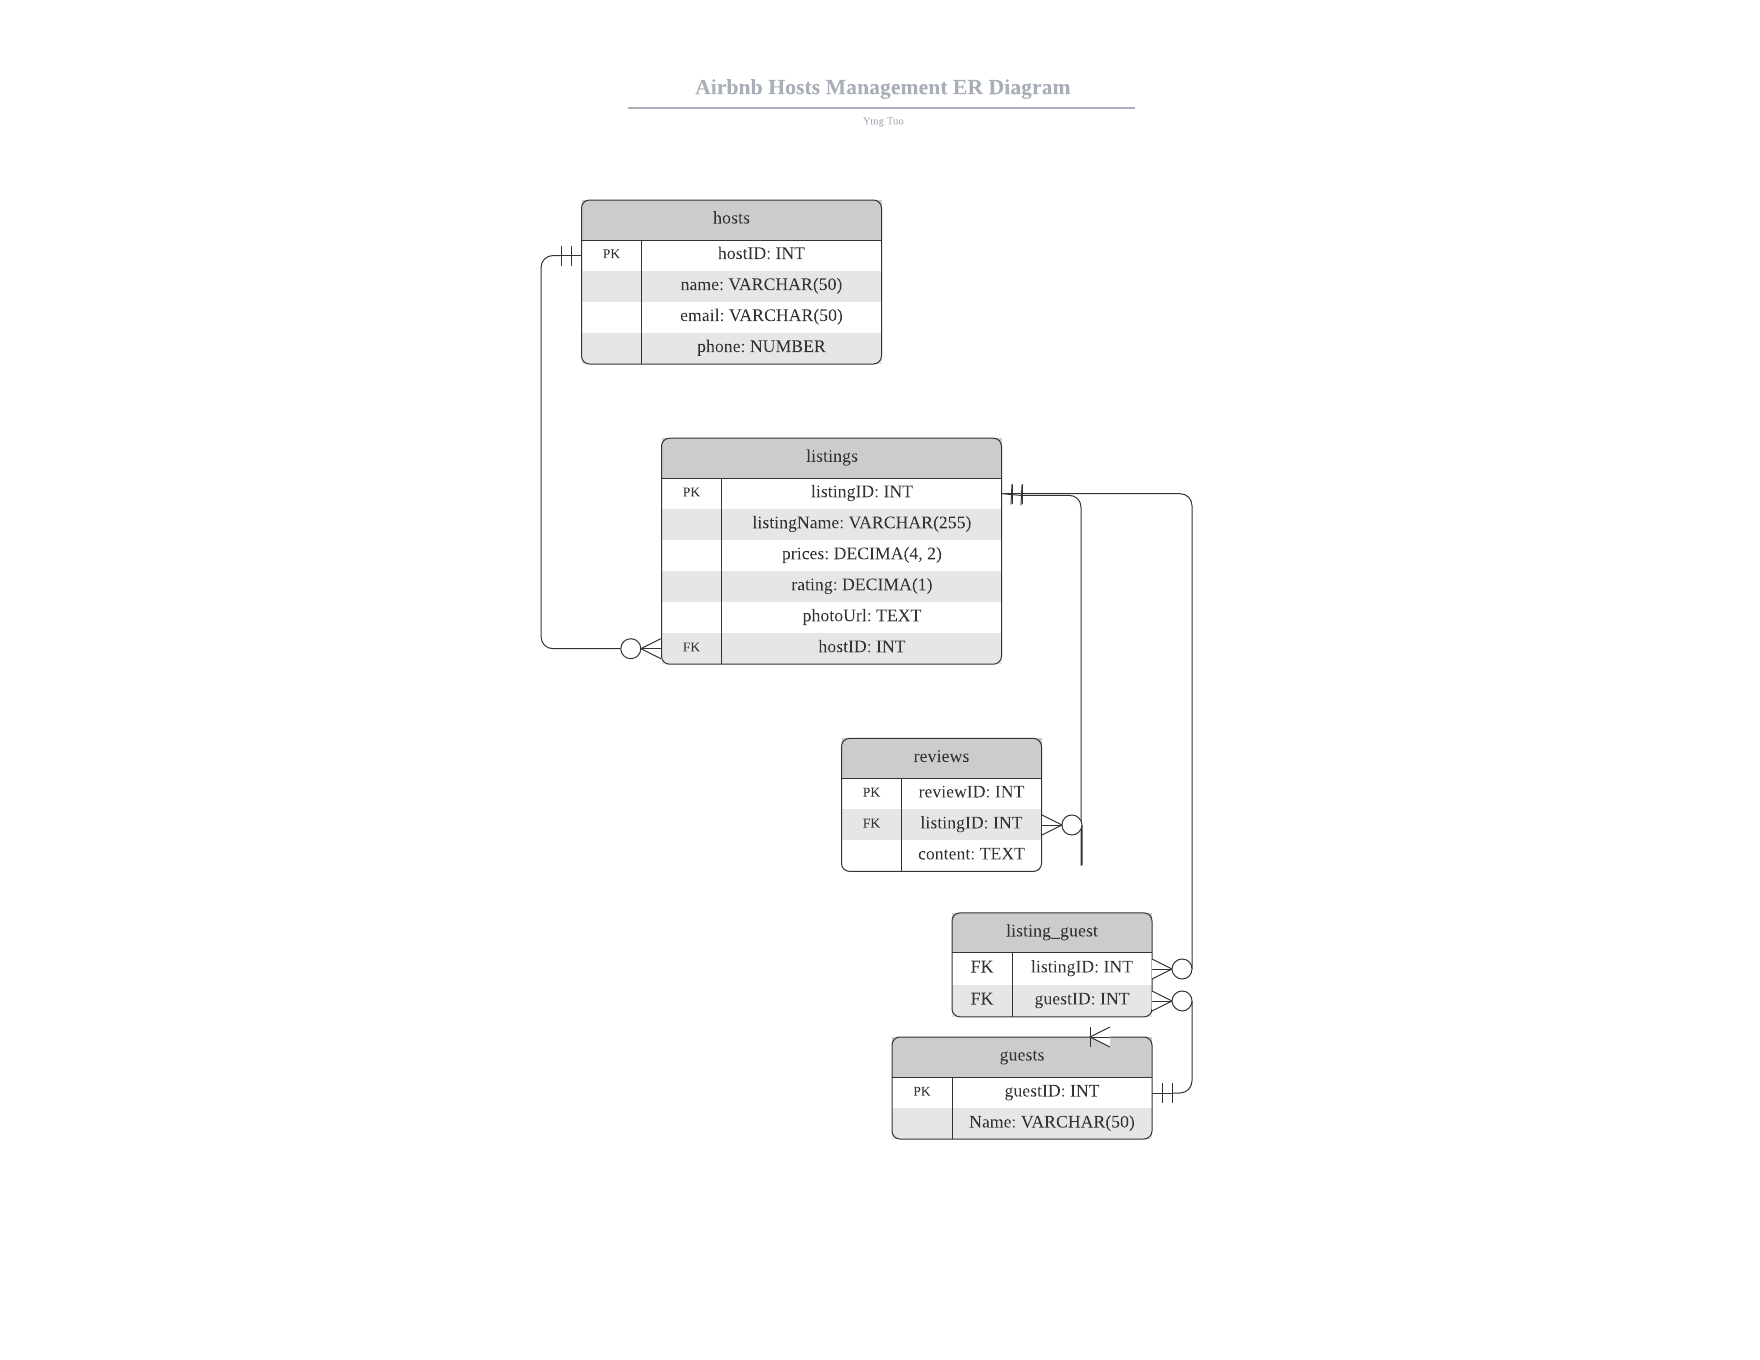 Airbnb Hosts Management ER Diagram
Ying Tuo
hosts
PK hostID: INT
name: VARCHAR(50)
email: VARCHAR(50)
phone: NUMBER
listings
PK listingID: INT
listingName: VARCHAR(255)
prices: DECIMA(4, 2)
rating: DECIMA(1)
photoUrl: TEXT
FK hostID: INT
reviews
PK reviewID: INT
FK listingID: INT
content: TEXT
listing_guest
FK listingID: INT
FK guestID: INT
guests
PK guestID: INT
Name: VARCHAR(50)